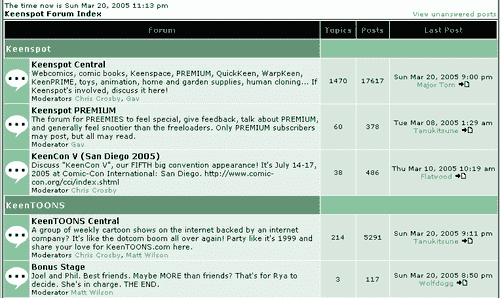 The time now is Sun Mar 20, 2005 11:13 pm
Keenspot Forum Index
View unanswered posts
Forum Topics Posts Last Post
Keenspot
Keenspot Central
Webcomics, comic books, Keenspace, PREMIUM, QuickKeen, WarpKeen,
KeenPRIME, toys, animation, home and garden supplies, human cloning... If
Keenspot's involved, discuss it here!
Moderators Chris Crosby, Gav
1470 17617 Sun Mar 20, 2005 9:00 pm
Major Tom
Keenspot PREMIUM
The forum for PREEMIES to feel special, give feedback, talk about PREMIUM,
and generally feel snootier than the freeloaders. Only PREMIUM subscribers
may post, but all may read.
Moderators Chris Crosby, Gav
60 378 Tue Mar 08, 2005 1:29 am
Tanukitsune
KeenCon V (San Diego 2005)
Discuss "KeenCon V", our FIFTH big convention appearance! It's July 14-17,
2005 at Comic-Con International: San Diego. http://www.comic-
con.org/cci/index.shtml
Moderators Chris Crosby, Gav
38 486 Thu Mar 10, 2005 10:19 am
Flatwood
KeenTOONS
KeenTOONS Central
A group of weekly cartoon shows on the internet backed by an internet
company? It's like the dotcom boom all over again! Party like it's 1999 and
share your love for KeenTOONS.com here.
Moderators Chris Crosby, Matt Wilson
214 5291 Sun Mar 20, 2005 9:11 pm
Tanukitsune
Bonus Stage
Joel and Phil. Best friends. Maybe MORE than friends? That's for Rya to
decide. She's in charge. THE END.
Moderator Matt Wilson
3 117 Sun Mar 20, 2005 8:50 pm
Wolfdogg